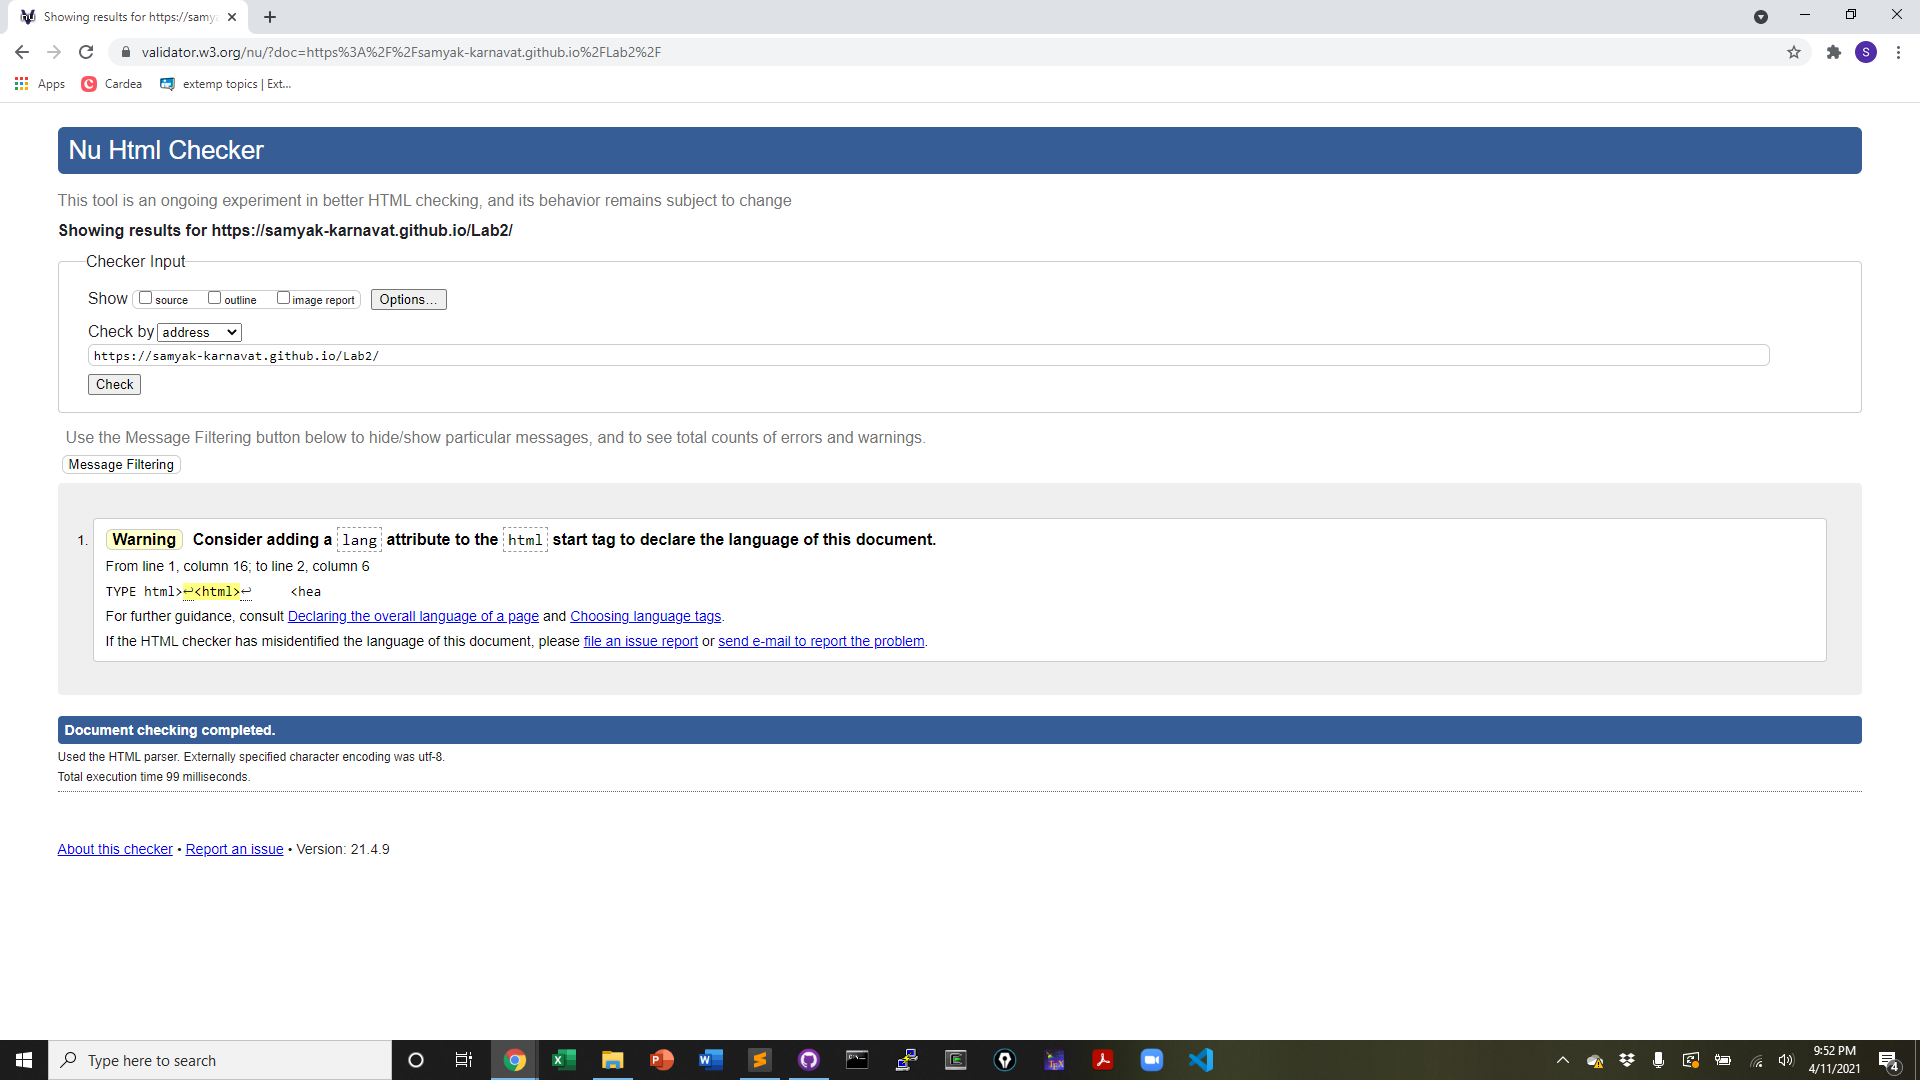 Showing results for https://samya
validator.w3.org/nu/?doc=https%3A%2F%2Fsamyak-karnavat.github.io%2FLab2%2F
S
Apps
Cardea
extemp topics | Ext...
Nu Html Checker
This tool is an ongoing experiment in better HTML checking, and its behavior remains subject to change
Showing results for https://samyak-karnavat.github.io/Lab2/
Checker Input
Show source outline image report Options...
Check by address
https://samyak-karnavat.github.io/Lab2/
Check
Use the Message Filtering button below to hide/show particular messages, and to see total counts of errors and warnings.
Message Filtering
1. Warning Consider adding a lang attribute to the html start tag to declare the language of this document.
From line 1, column 16; to line 2, column 6
TYPE html>↩<html>↩     <hea
For further guidance, consult Declaring the overall language of a page and Choosing language tags.
If the HTML checker has misidentified the language of this document, please file an issue report or send e-mail to report the problem.
Document checking completed.
Used the HTML parser. Externally specified character encoding was utf-8.
Total execution time 99 milliseconds.
About this checker • Report an issue • Version: 21.4.9
Type here to search
9:52 PM
4/11/2021
4